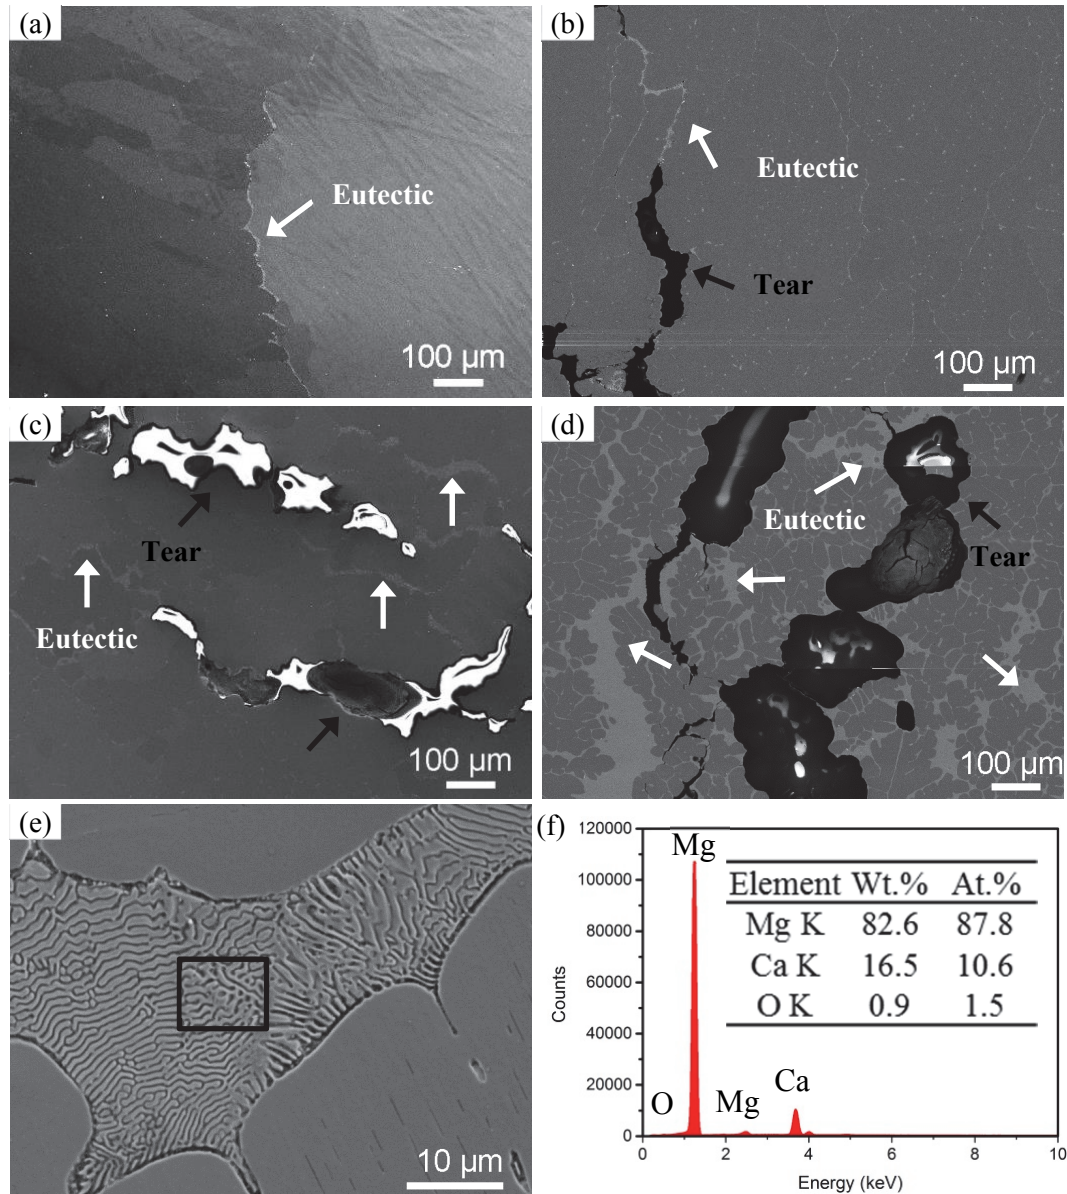 (a)
Eutectic
100 µm
(b)
Eutectic
Tear
100 µm
(c)
Tear
Eutectic
100 µm
(d)
Eutectic
Tear
100 µm
(e)
10 µm
(f)
120000
100000
80000
60000
40000
20000
0
Counts
Mg
Element Wt.% At.%
Mg K 82.6 87.8
Ca K 16.5 10.6
O K 0.9 1.5
O
Mg
Ca
0 2 4 6 8 10
Energy (keV)